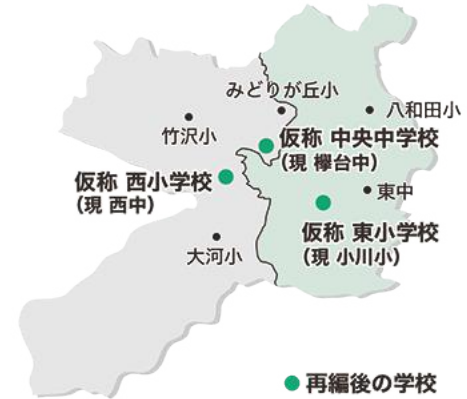 みどりが丘小
八和田小
竹沢小
仮称 中央中学校
(現 欅台中)
仮称 西小学校
(現 西中)
東中
仮称 東小学校
(現 小川小)
大河小
再編後の学校